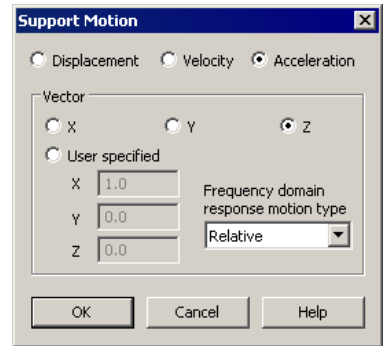 Support Motion
Displacement Velocity Acceleration
Vector
X Y Z
User specified
X 1.0
Y 0.0
Z 0.0
Frequency domain
response motion type
Relative
OK Cancel Help